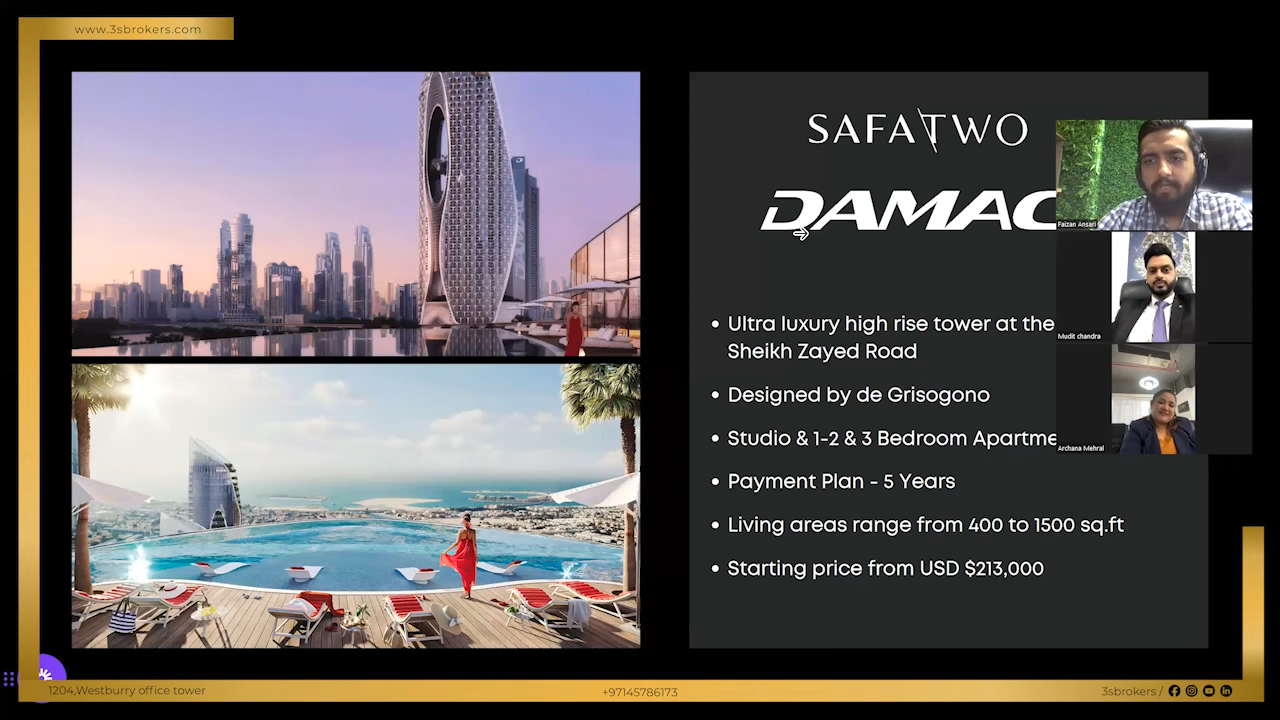 www.3sbrokers.com
SAFATWO
DAMAC
Faizan Ansari
Mudit chandra
Archana Mehral
• Ultra luxury high rise tower at the
Sheikh Zayed Road
• Designed by de Grisogono
• Studio & 1-2 & 3 Bedroom Apartme
• Payment Plan - 5 Years
• Living areas range from 400 to 1500 sq.ft
• Starting price from USD $213,000
1204,Westburry office tower
+97145786173
3sbrokers /